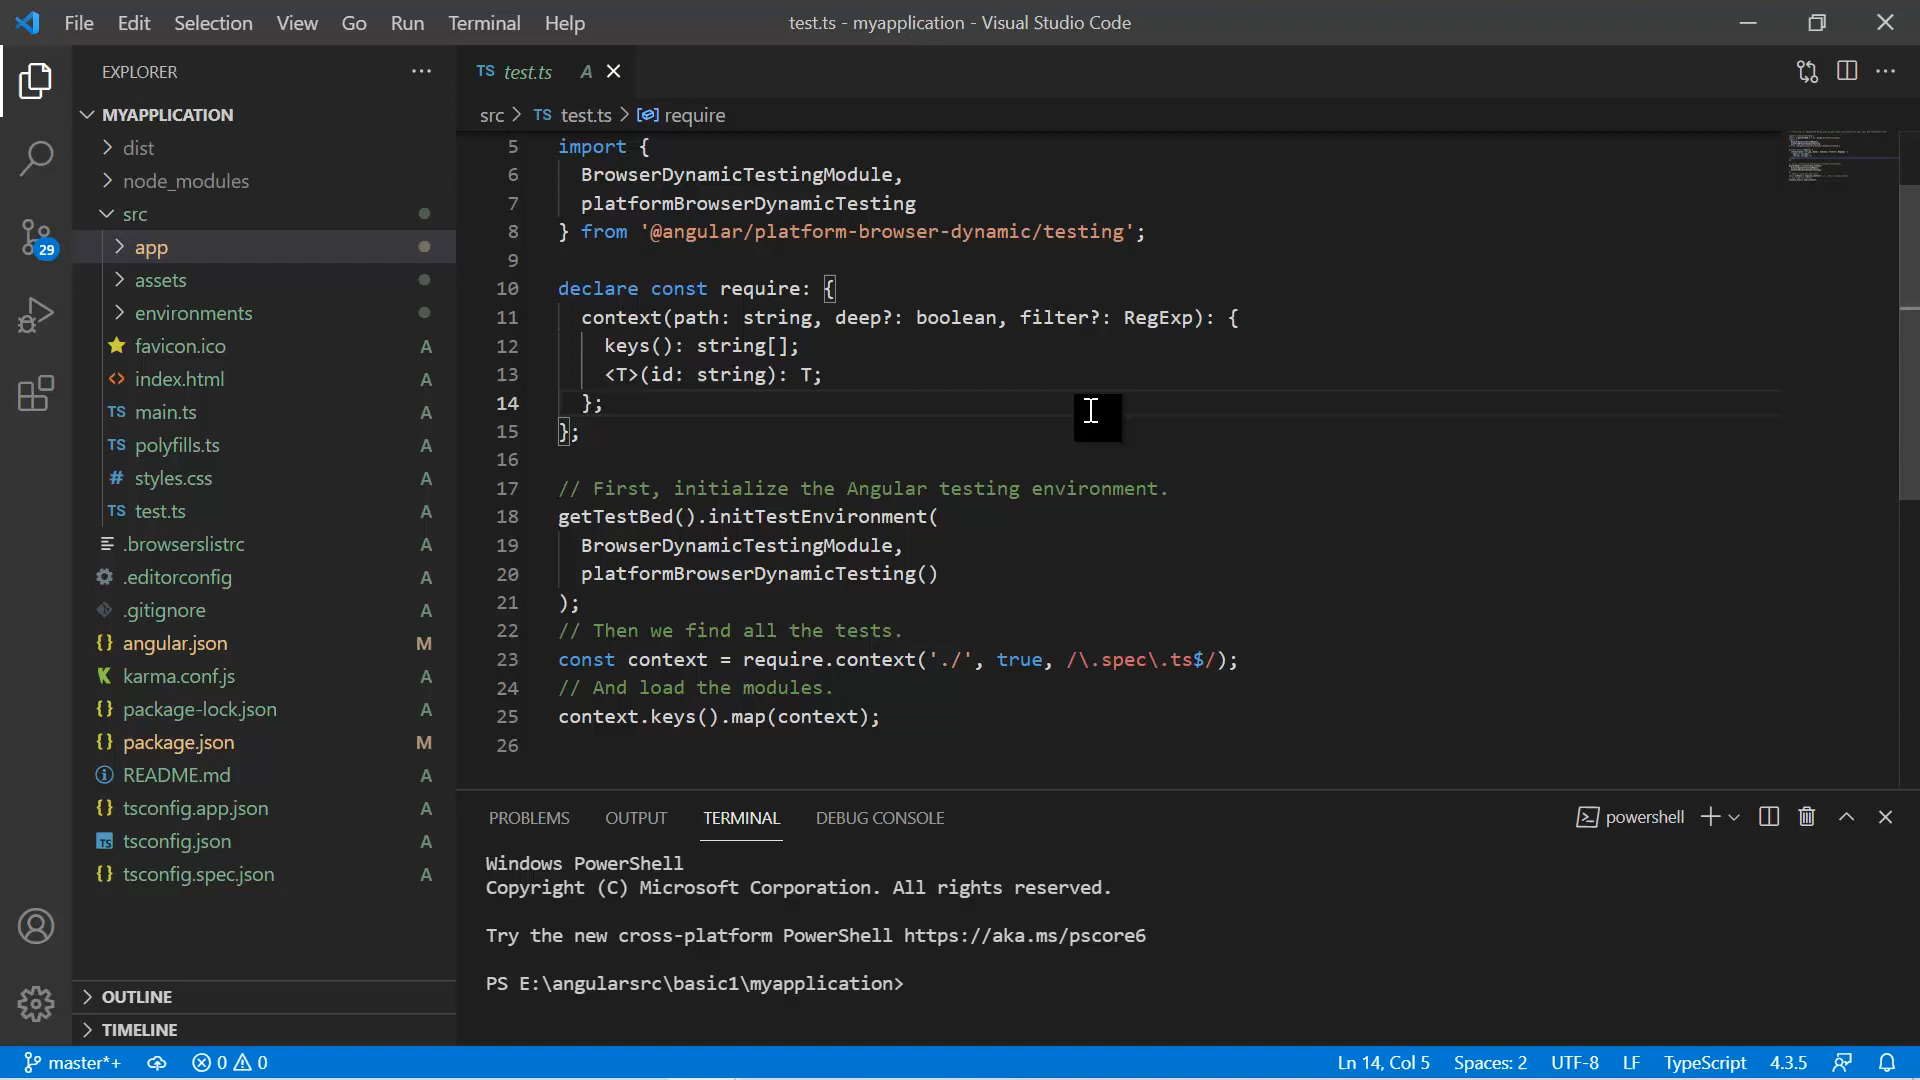 File Edit Selection View Go Run Terminal Help
test.ts - myapplication - Visual Studio Code
EXPLORER
MYAPPLICATION
dist
node_modules
src
app
assets
environments
favicon.ico A
index.html A
main.ts A
polyfills.ts A
styles.css A
test.ts A
.browserslistrc A
.editorconfig A
.gitignore A
angular.json M
karma.conf.js A
package-lock.json A
package.json M
README.md A
tsconfig.app.json A
tsconfig.json A
tsconfig.spec.json A
OUTLINE
TIMELINE
29
TS test.ts A
src > TS test.ts > require
5 import {
6 BrowserDynamicTestingModule,
7 platformBrowserDynamicTesting
8 } from '@angular/platform-browser-dynamic/testing';
9
10 declare const require: {
11 context(path: string, deep?: boolean, filter?: RegExp): {
12 keys(): string[];
13 <T>(id: string): T;
14 };
15 };
16
17 // First, initialize the Angular testing environment.
18 getTestBed().initTestEnvironment(
19 BrowserDynamicTestingModule,
20 platformBrowserDynamicTesting()
21 );
22 // Then we find all the tests.
23 const context = require.context('./', true, /\.spec\.ts$/);
24 // And load the modules.
25 context.keys().map(context);
26
PROBLEMS OUTPUT TERMINAL DEBUG CONSOLE
powershell
Windows PowerShell
Copyright (C) Microsoft Corporation. All rights reserved.
Try the new cross-platform PowerShell https://aka.ms/pscore6
PS E:\angularsrc\basic1\myapplication>
master*+ 0 0
Ln 14, Col 5 Spaces: 2 UTF-8 LF TypeScript 4.3.5